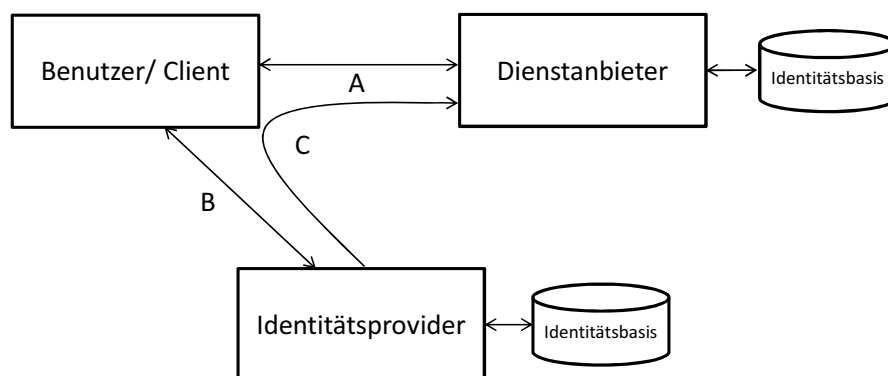 Benutzer/ Client
Dienstanbieter
Identitätsbasis
A
C
B
Identitätsprovider
Identitätsbasis